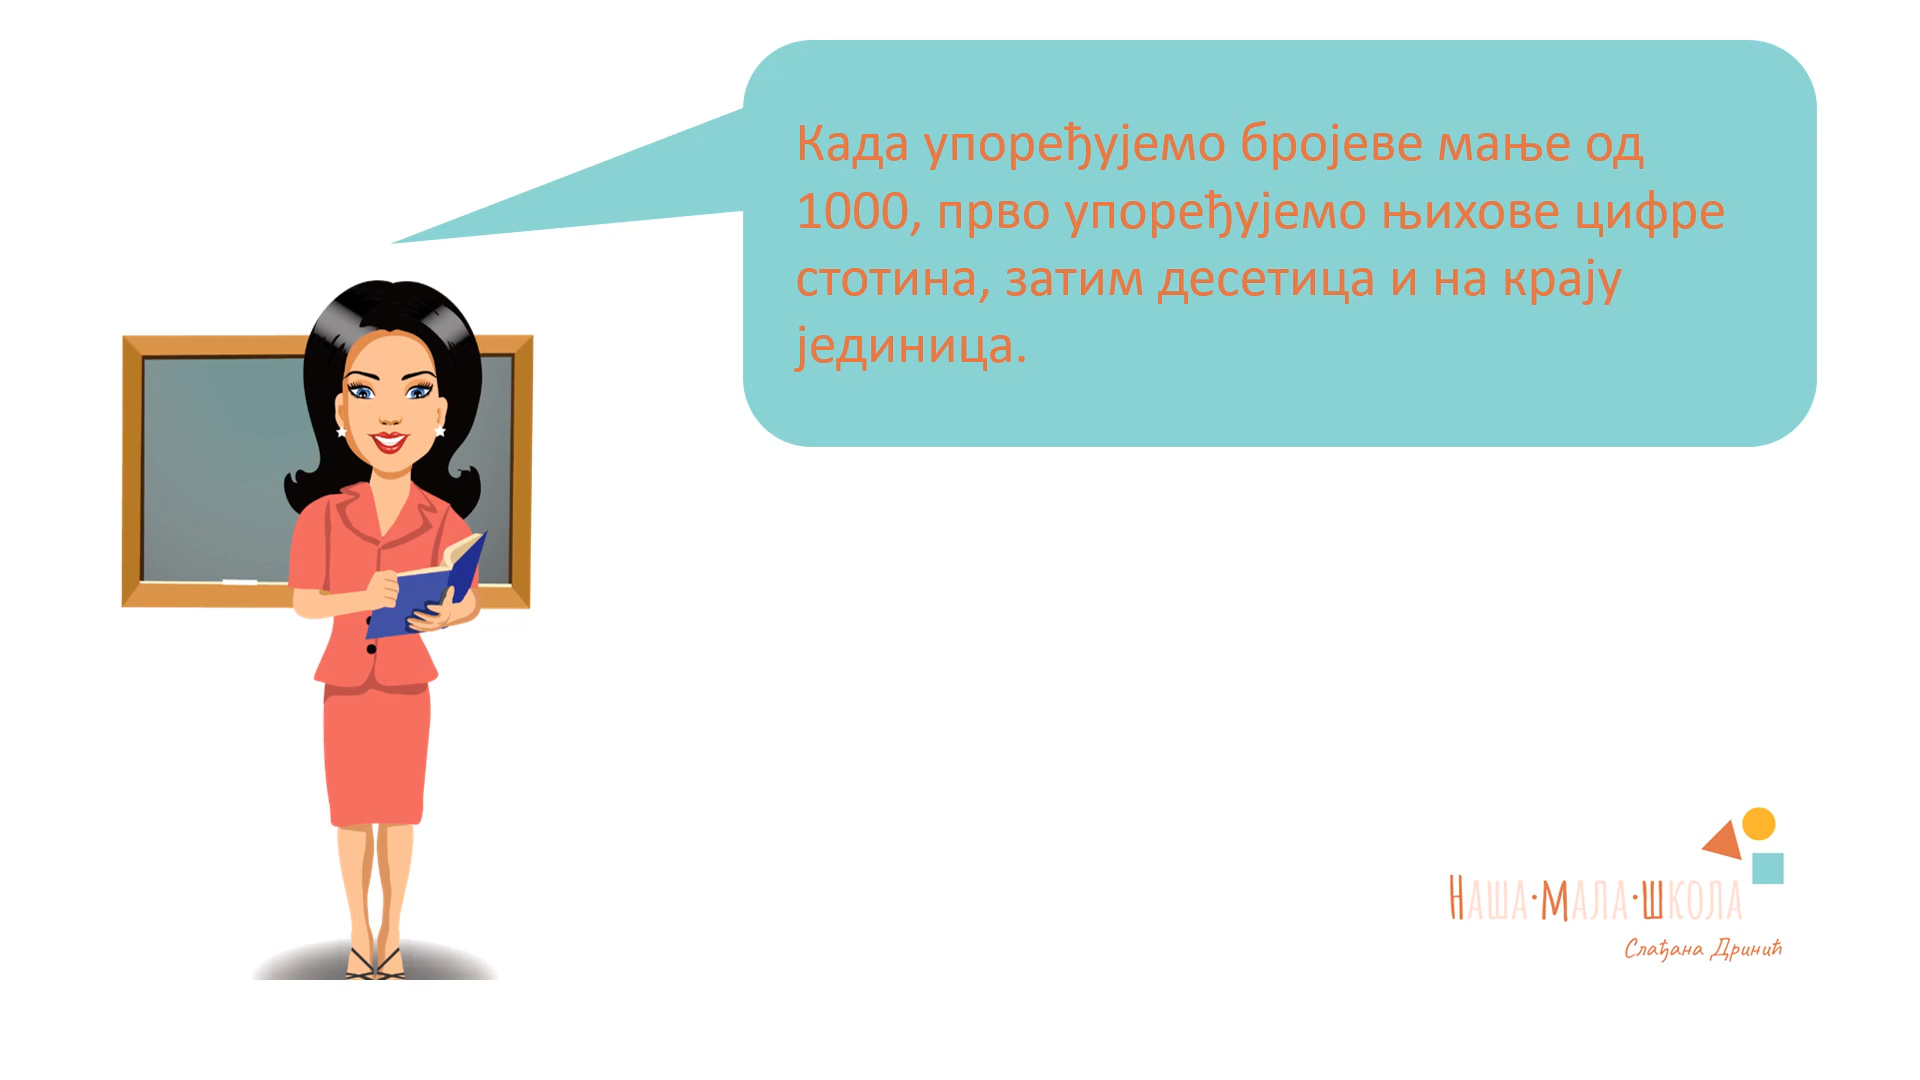 Када упоређујемо бројеве мање од
1000, прво упоређујемо њихове цифре
стотина, затим десетица и на крају
јединица.
Наша·мала·школа
Слађана Дринић